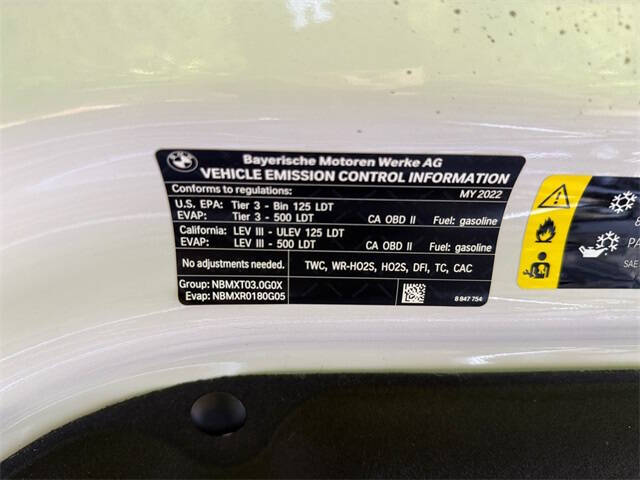 BMW
Bayerische Motoren Werke AG
VEHICLE EMISSION CONTROL INFORMATION
Conforms to regulations: MY 2022
U.S. EPA: Tier 3 - Bin 125 LDT
EVAP: Tier 3 - 500 LDT CA OBD II Fuel: gasoline
California: LEV III - ULEV 125 LDT
EVAP: LEV III - 500 LDT CA OBD II Fuel: gasoline
No adjustments needed. TWC, WR-HO2S, HO2S, DFI, TC, CAC
Group: NBMXT03.0G0X
Evap: NBMXR0180G05 8 847 754
PA
SAE